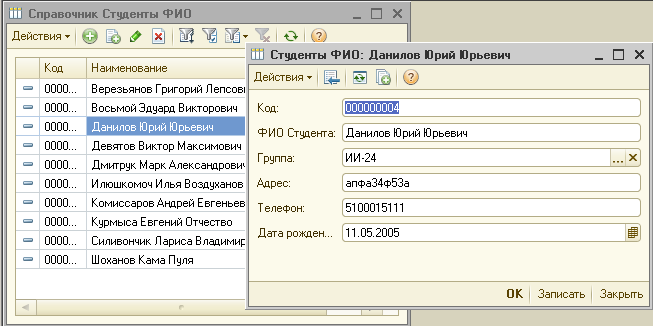 Справочник Студенты ФИО
Действия
Код Наименование
0000... Верезьянов Григорий Лепсови
0000... Восьмой Эдуард Викторович
0000... Данилов Юрий Юрьевич
0000... Девятов Виктор Максимович
0000... Дмитрук Марк Александрович
0000... Илюшкомоч Илья Воздуханов
0000... Комиссаров Андрей Евгеньев
0000... Курмыса Евгений Отчество
0000... Силивончик Лариса Владимир
0000... Шоханов Кама Пуля
Студенты ФИО: Данилов Юрий Юрьевич
Действия
Код: 000000004
ФИО Студента: Данилов Юрий Юрьевич
Группа: ИИ-24 ...
Адрес: апфа34ф53а
Телефон: 5100015111
Дата рожден... 11.05.2005
OK Записать Закрыть